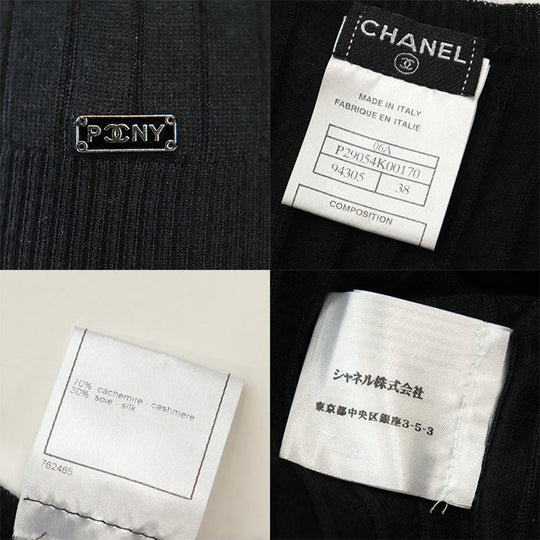 PCCNY
CHANEL
MADE IN ITALY
FABRIQUE EN ITALIE
06A
P29054K00170
94305 38
COMPOSITION
70% cachemire - cashmere
30% soie - silk
762465
シャネル株式会社
東京都中央区銀座3-5-3